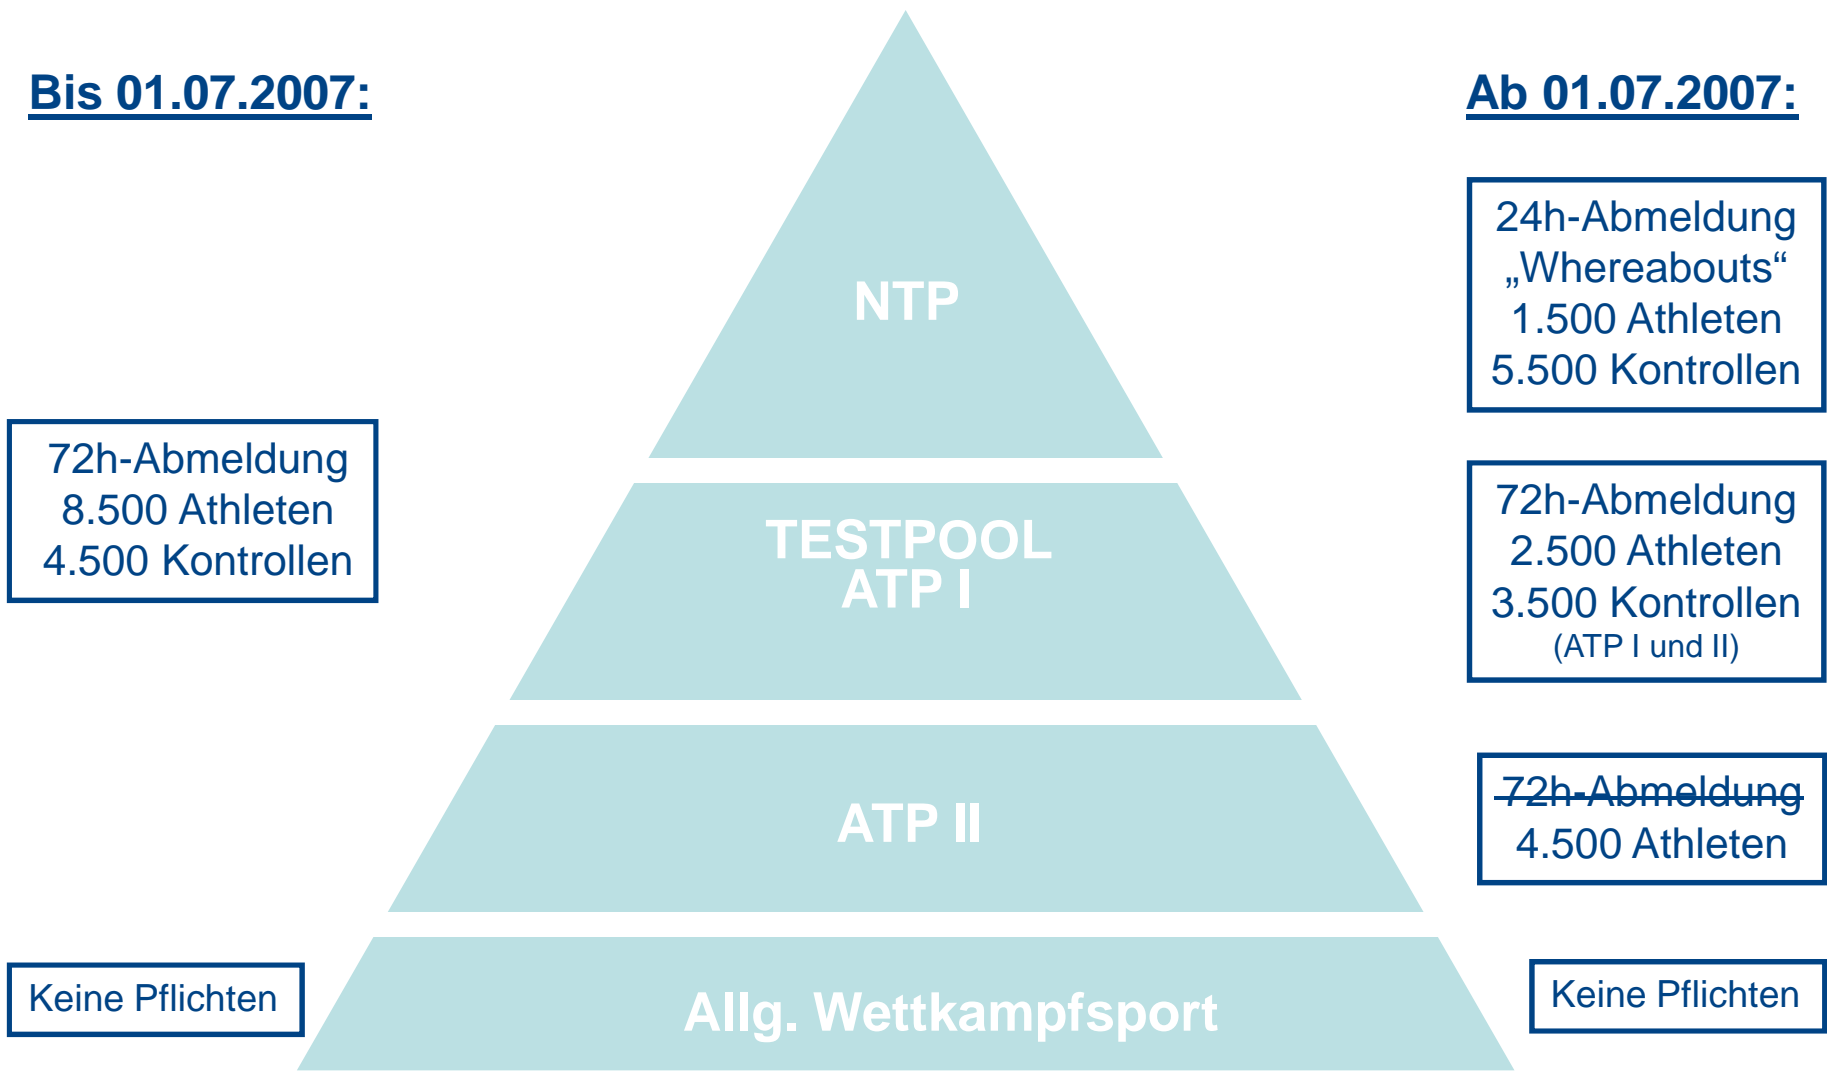 Bis 01.07.2007:
72h-Abmeldung
8.500 Athleten
4.500 Kontrollen
Keine Pflichten
NTP
TESTPOOL
ATP I
ATP II
Allg. Wettkampfsport
Ab 01.07.2007:
24h-Abmeldung
„Whereabouts“
1.500 Athleten
5.500 Kontrollen
72h-Abmeldung
2.500 Athleten
3.500 Kontrollen
(ATP I und II)
72h-Abmeldung
4.500 Athleten
Keine Pflichten